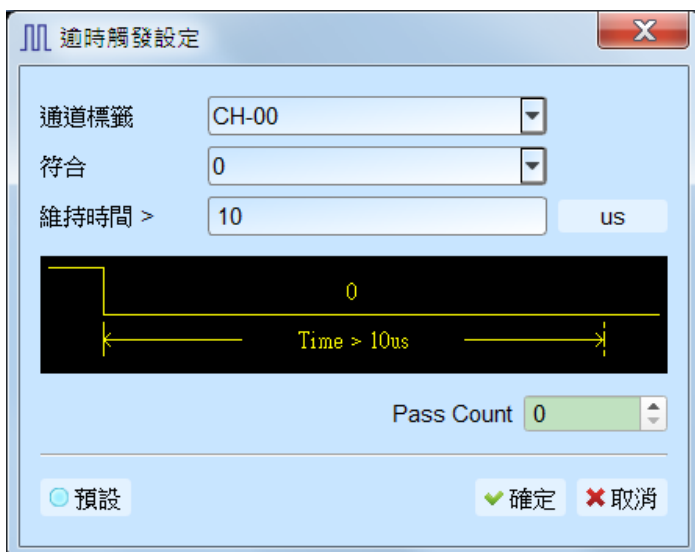 逾時觸發設定
通道標籤 CH-00
符合 0
維持時間 > 10 us
0
Time > 10us
Pass Count 0
預設 確定 取消